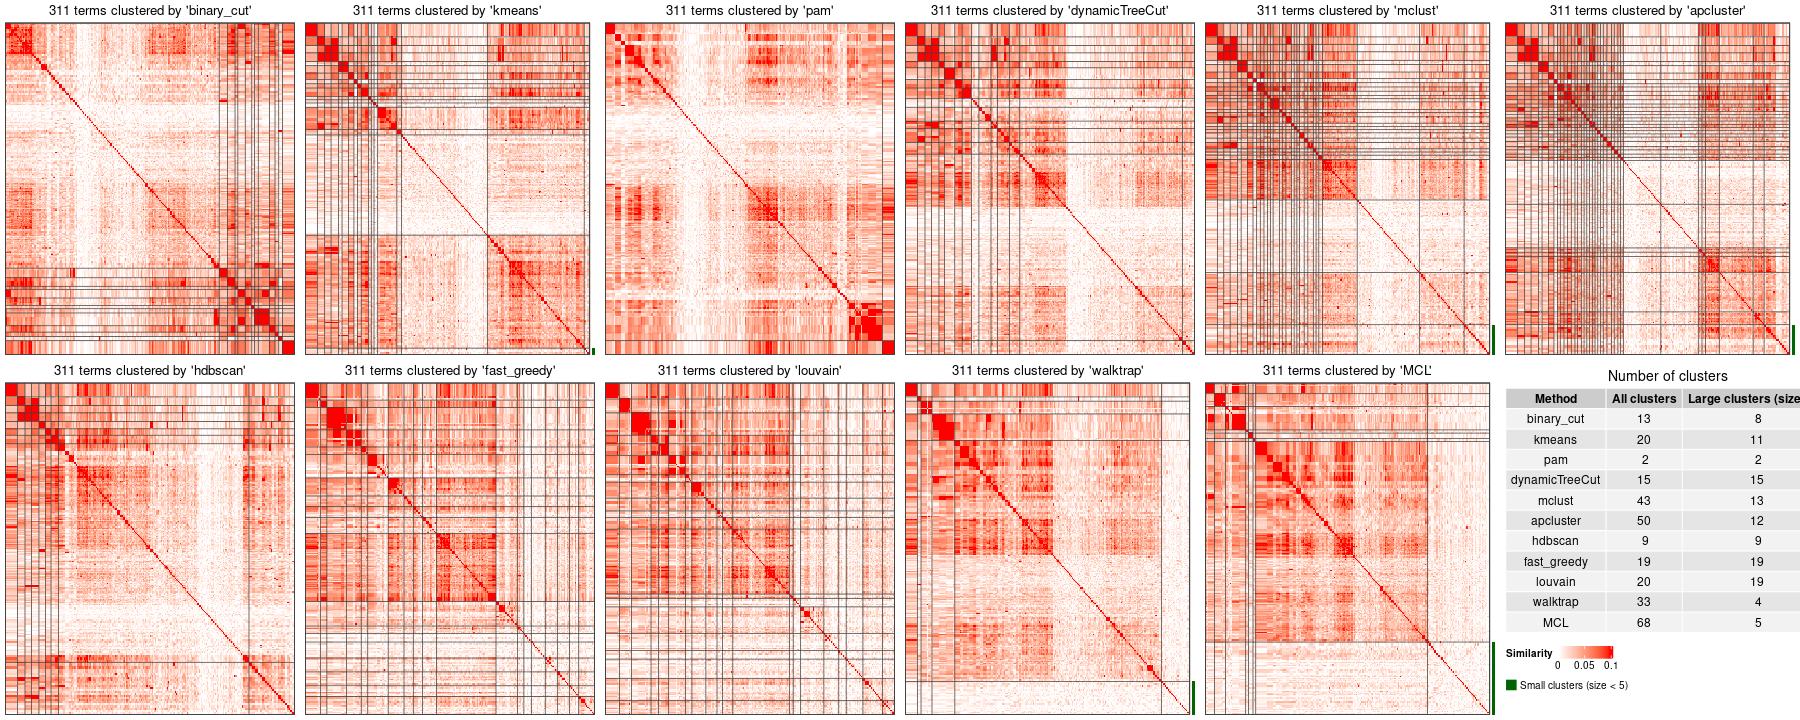 311 terms clustered by 'binary_cut'
311 terms clustered by 'kmeans'
311 terms clustered by 'pam'
311 terms clustered by 'dynamicTreeCut'
311 terms clustered by 'mclust'
311 terms clustered by 'apcluster'
311 terms clustered by 'hdbscan'
311 terms clustered by 'fast_greedy'
311 terms clustered by 'louvain'
311 terms clustered by 'walktrap'
311 terms clustered by 'MCL'
Number of clusters
Method All clusters Large clusters (size
binary_cut 13 8
kmeans 20 11
pam 2 2
dynamicTreeCut 15 15
mclust 43 13
apcluster 50 12
hdbscan 9 9
fast_greedy 19 19
louvain 20 19
walktrap 33 4
MCL 68 5
Similarity
0 0.05 0.1
Small clusters (size < 5)